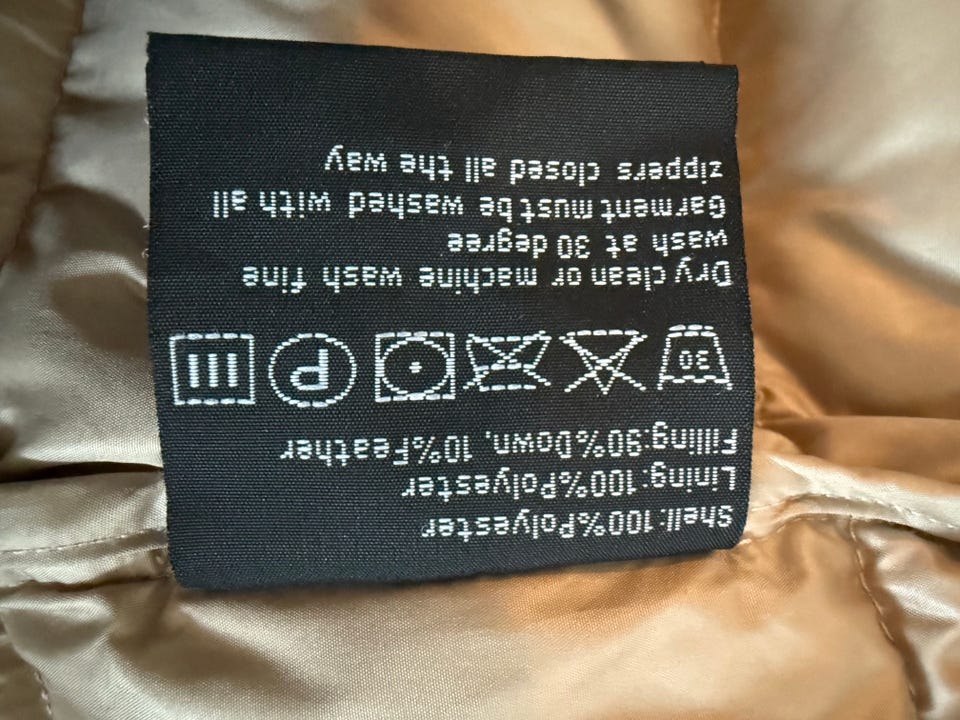 Shell:100%Polyester
Lining:100%Polyester
Filling:90%Down, 10%Feather
30 P
Dry clean or machine wash fine
wash at 30 degree
Garment must be washed with all
zippers closed all the way